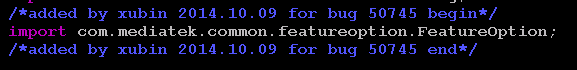 /*added by xubin 2014.10.09 for bug 50745 begin*/
import com.mediatek.common.featureoption.FeatureOption;
/*added by xubin 2014.10.09 for bug 50745 end*/